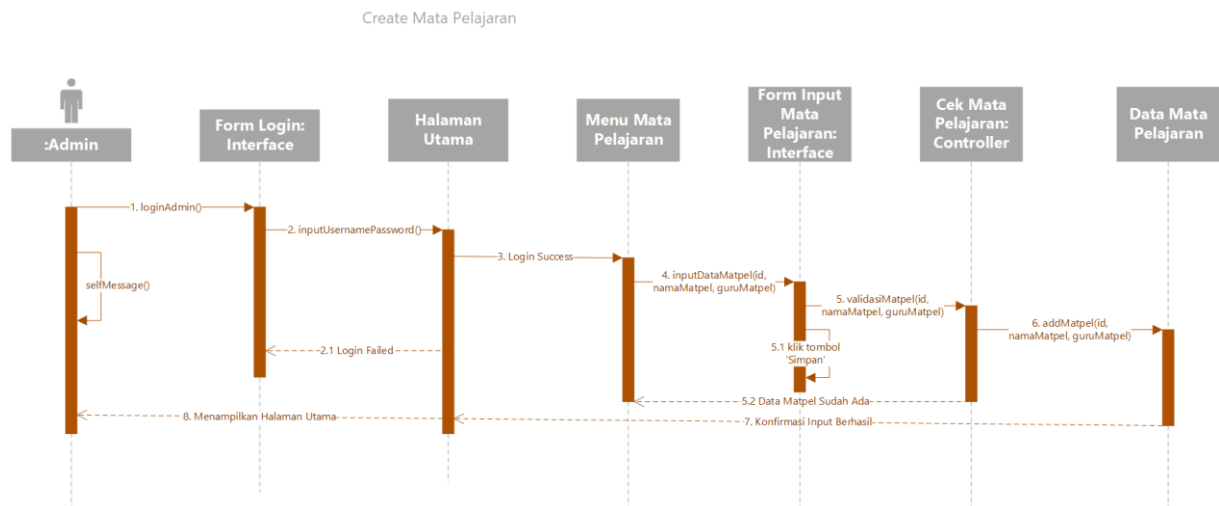 Create Mata Pelajaran
:Admin
Form Login:
Interface
Halaman
Utama
Menu Mata
Pelajaran
Form Input
Mata
Pelajaran:
Interface
Cek Mata
Pelajaran:
Controller
Data Mata
Pelajaran
1. loginAdmin()
2. inputUsernamePassword()
3. Login Success
selfMessage()
4. inputDataMatpel(id,
namaMatpel, guruMatpel)
5. validasiMatpel(id,
namaMatpel, guruMatpel)
6. addMatpel(id,
namaMatpel, guruMatpel)
2.1 Login Failed
5.1 klik tombol
'Simpan'
5.2 Data Matpel Sudah Ada
8. Menampilkan Halaman Utama
7. Konfirmasi Input Berhasil